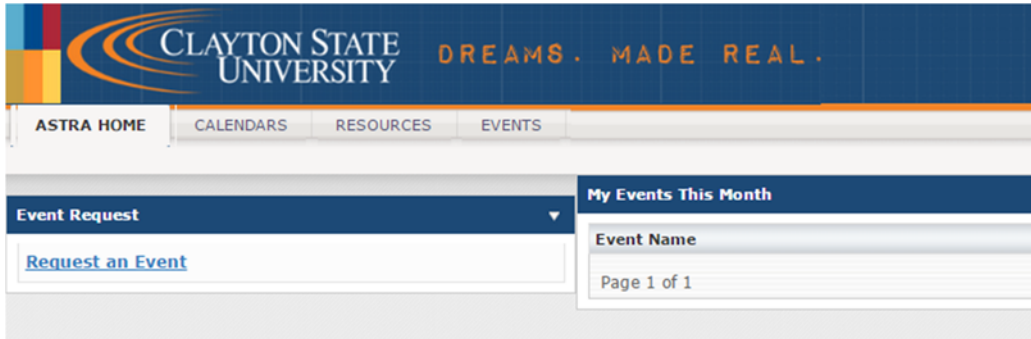 CLAYTON STATE
UNIVERSITY
DREAMS. MADE REAL.
ASTRA HOME CALENDARS RESOURCES EVENTS
Event Request
Request an Event
My Events This Month
Event Name
Page 1 of 1